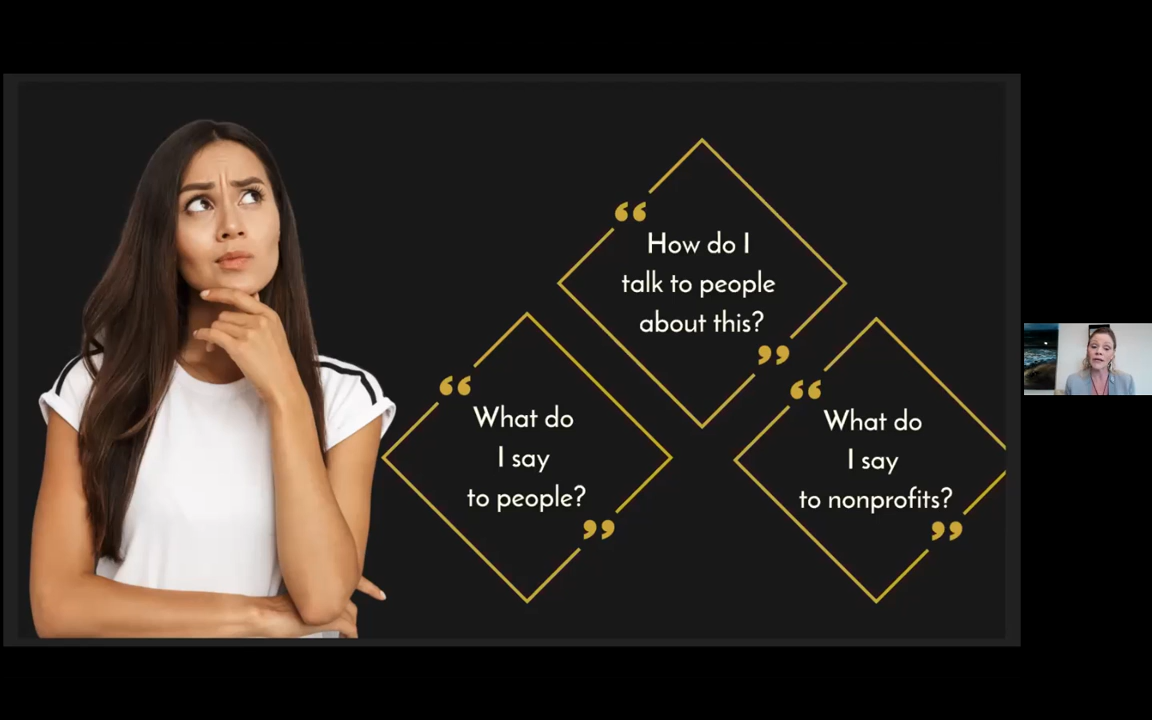 “
How do I
talk to people
about this?
”
“
What do
I say
to people?
”
“
What do
I say
to nonprofits?
”